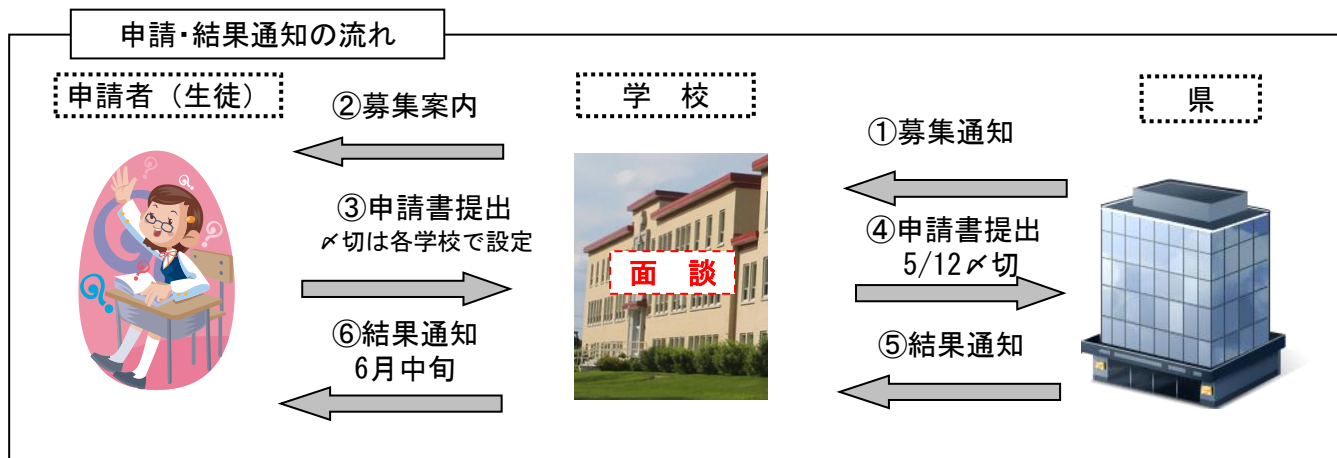 申請・結果通知の流れ
申請者（生徒）
学　校
県
①募集通知
②募集案内
③申請書提出
〆切は各学校で設定
④申請書提出
5/12〆切
面　談
⑤結果通知
⑥結果通知
6月中旬